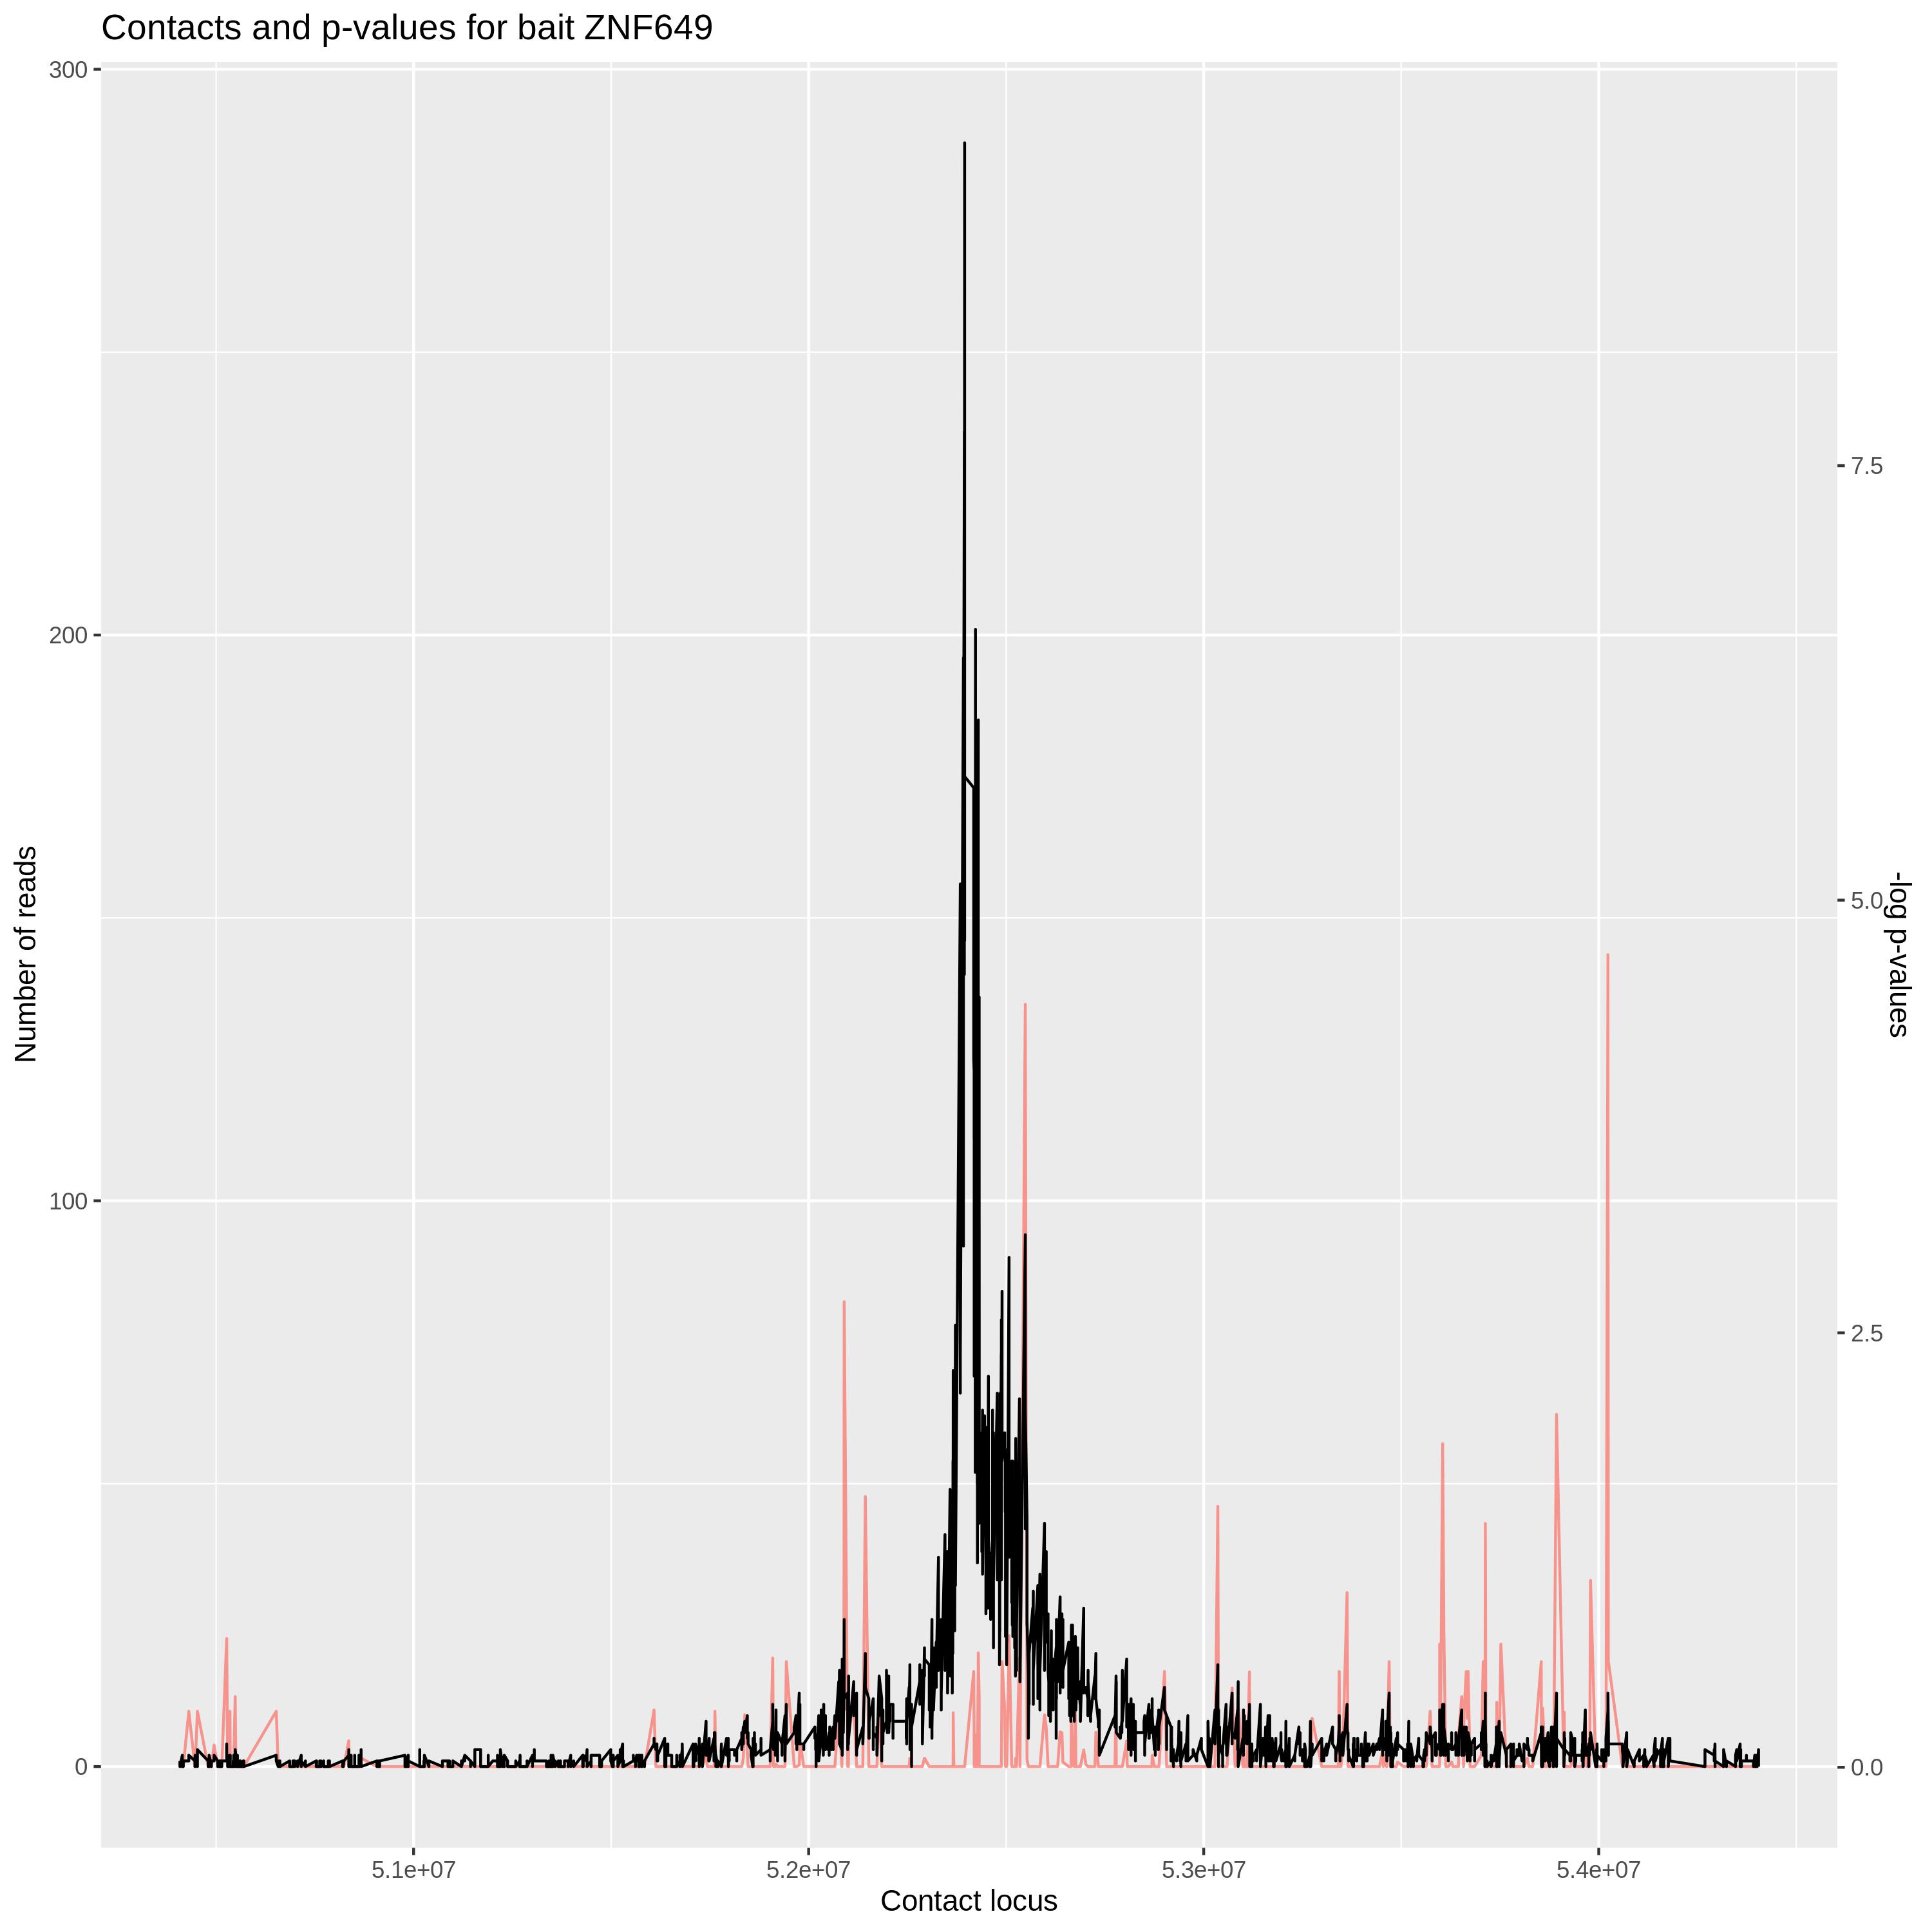 Contacts and p-values for bait ZNF649
300
200
100
0
Number of reads
7.5
5.0
2.5
0.0
-log p-values
5.1e+07
5.2e+07
5.3e+07
5.4e+07
Contact locus